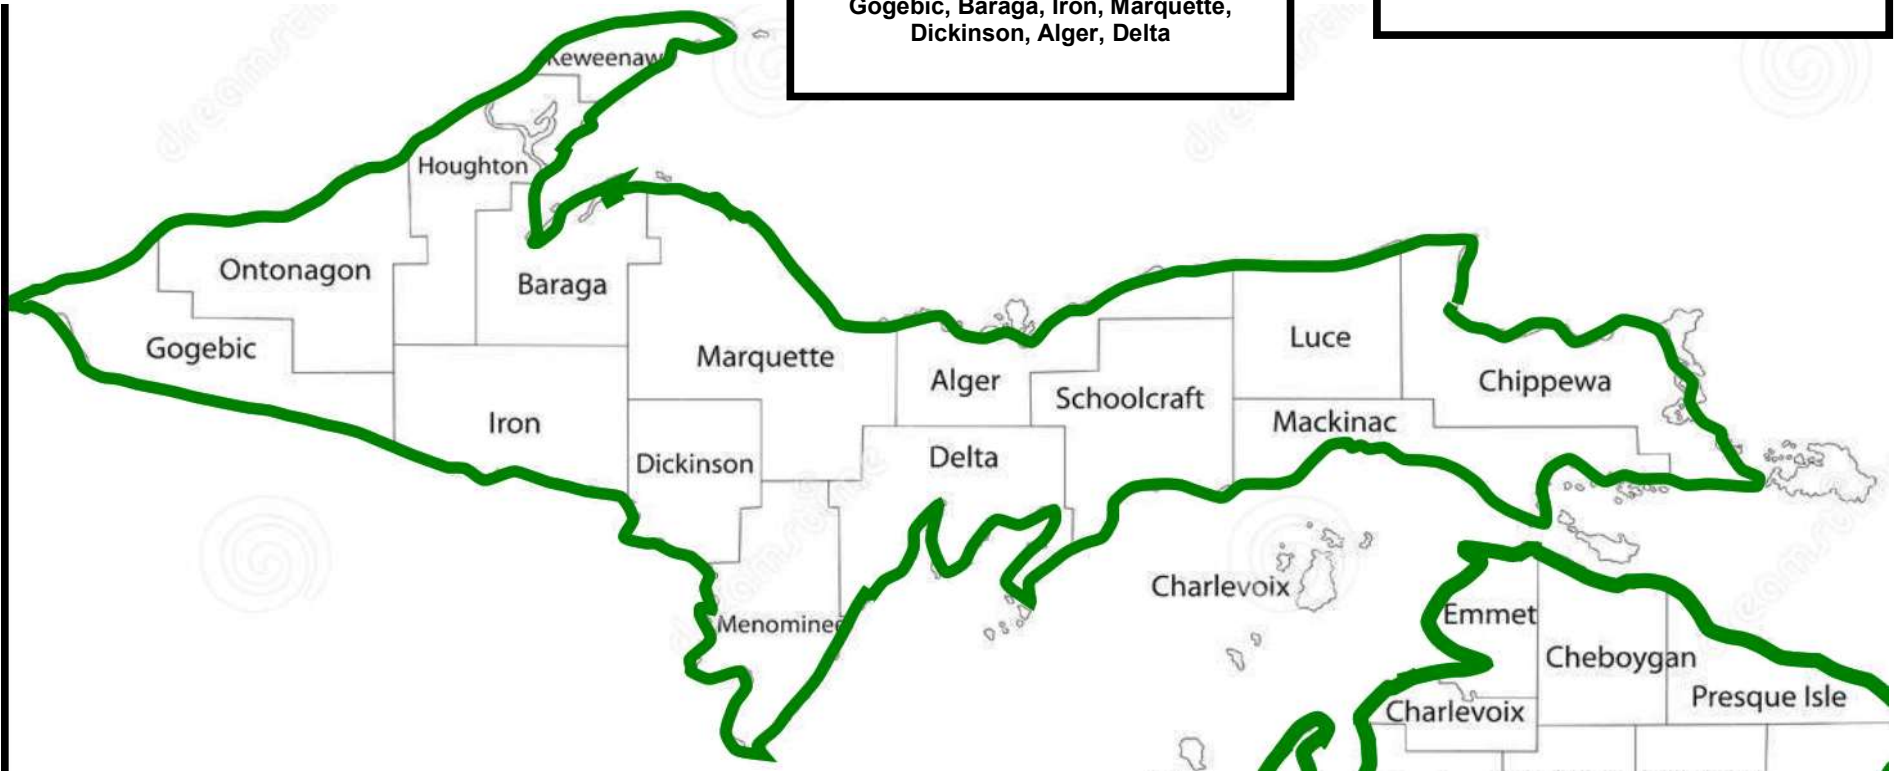 Gogebic, Baraga, Iron, Marquette,
Dickinson, Alger, Delta
Keweenaw
Houghton
Ontonagon
Baraga
Gogebic
Marquette
Iron
Dickinson
Menominee
Alger
Delta
Schoolcraft
Luce
Mackinac
Chippewa
Charlevoix
Emmet
Cheboygan
Presque Isle
Charlevoix
dreamstime